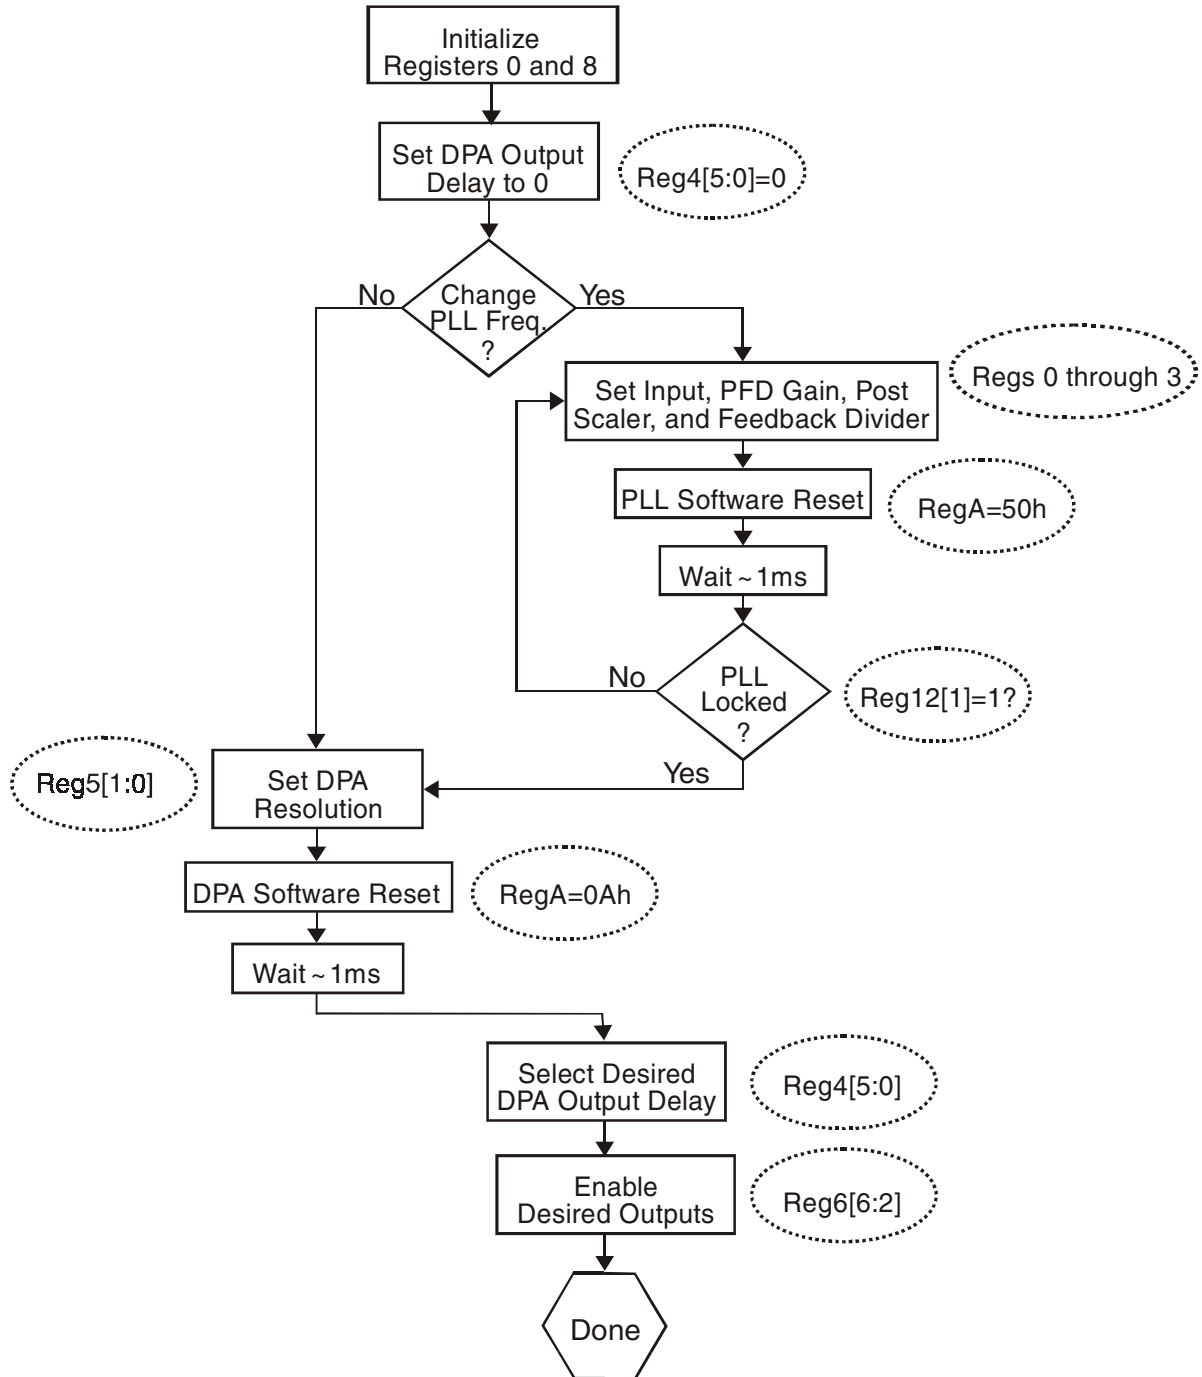 Initialize
Registers 0 and 8
Set DPA Output
Delay to 0
Reg4[5:0]=0
No
Change
PLL Freq.
?
Yes
Set Input, PFD Gain, Post
Scaler, and Feedback Divider
Regs 0 through 3
PLL Software Reset
RegA=50h
Wait ~ 1ms
No
PLL
Locked
?
Reg12[1]=1?
Yes
Reg5[1:0]
Set DPA
Resolution
DPA Software Reset
RegA=0Ah
Wait ~ 1ms
Select Desired
DPA Output Delay
Reg4[5:0]
Enable
Desired Outputs
Reg6[6:2]
Done